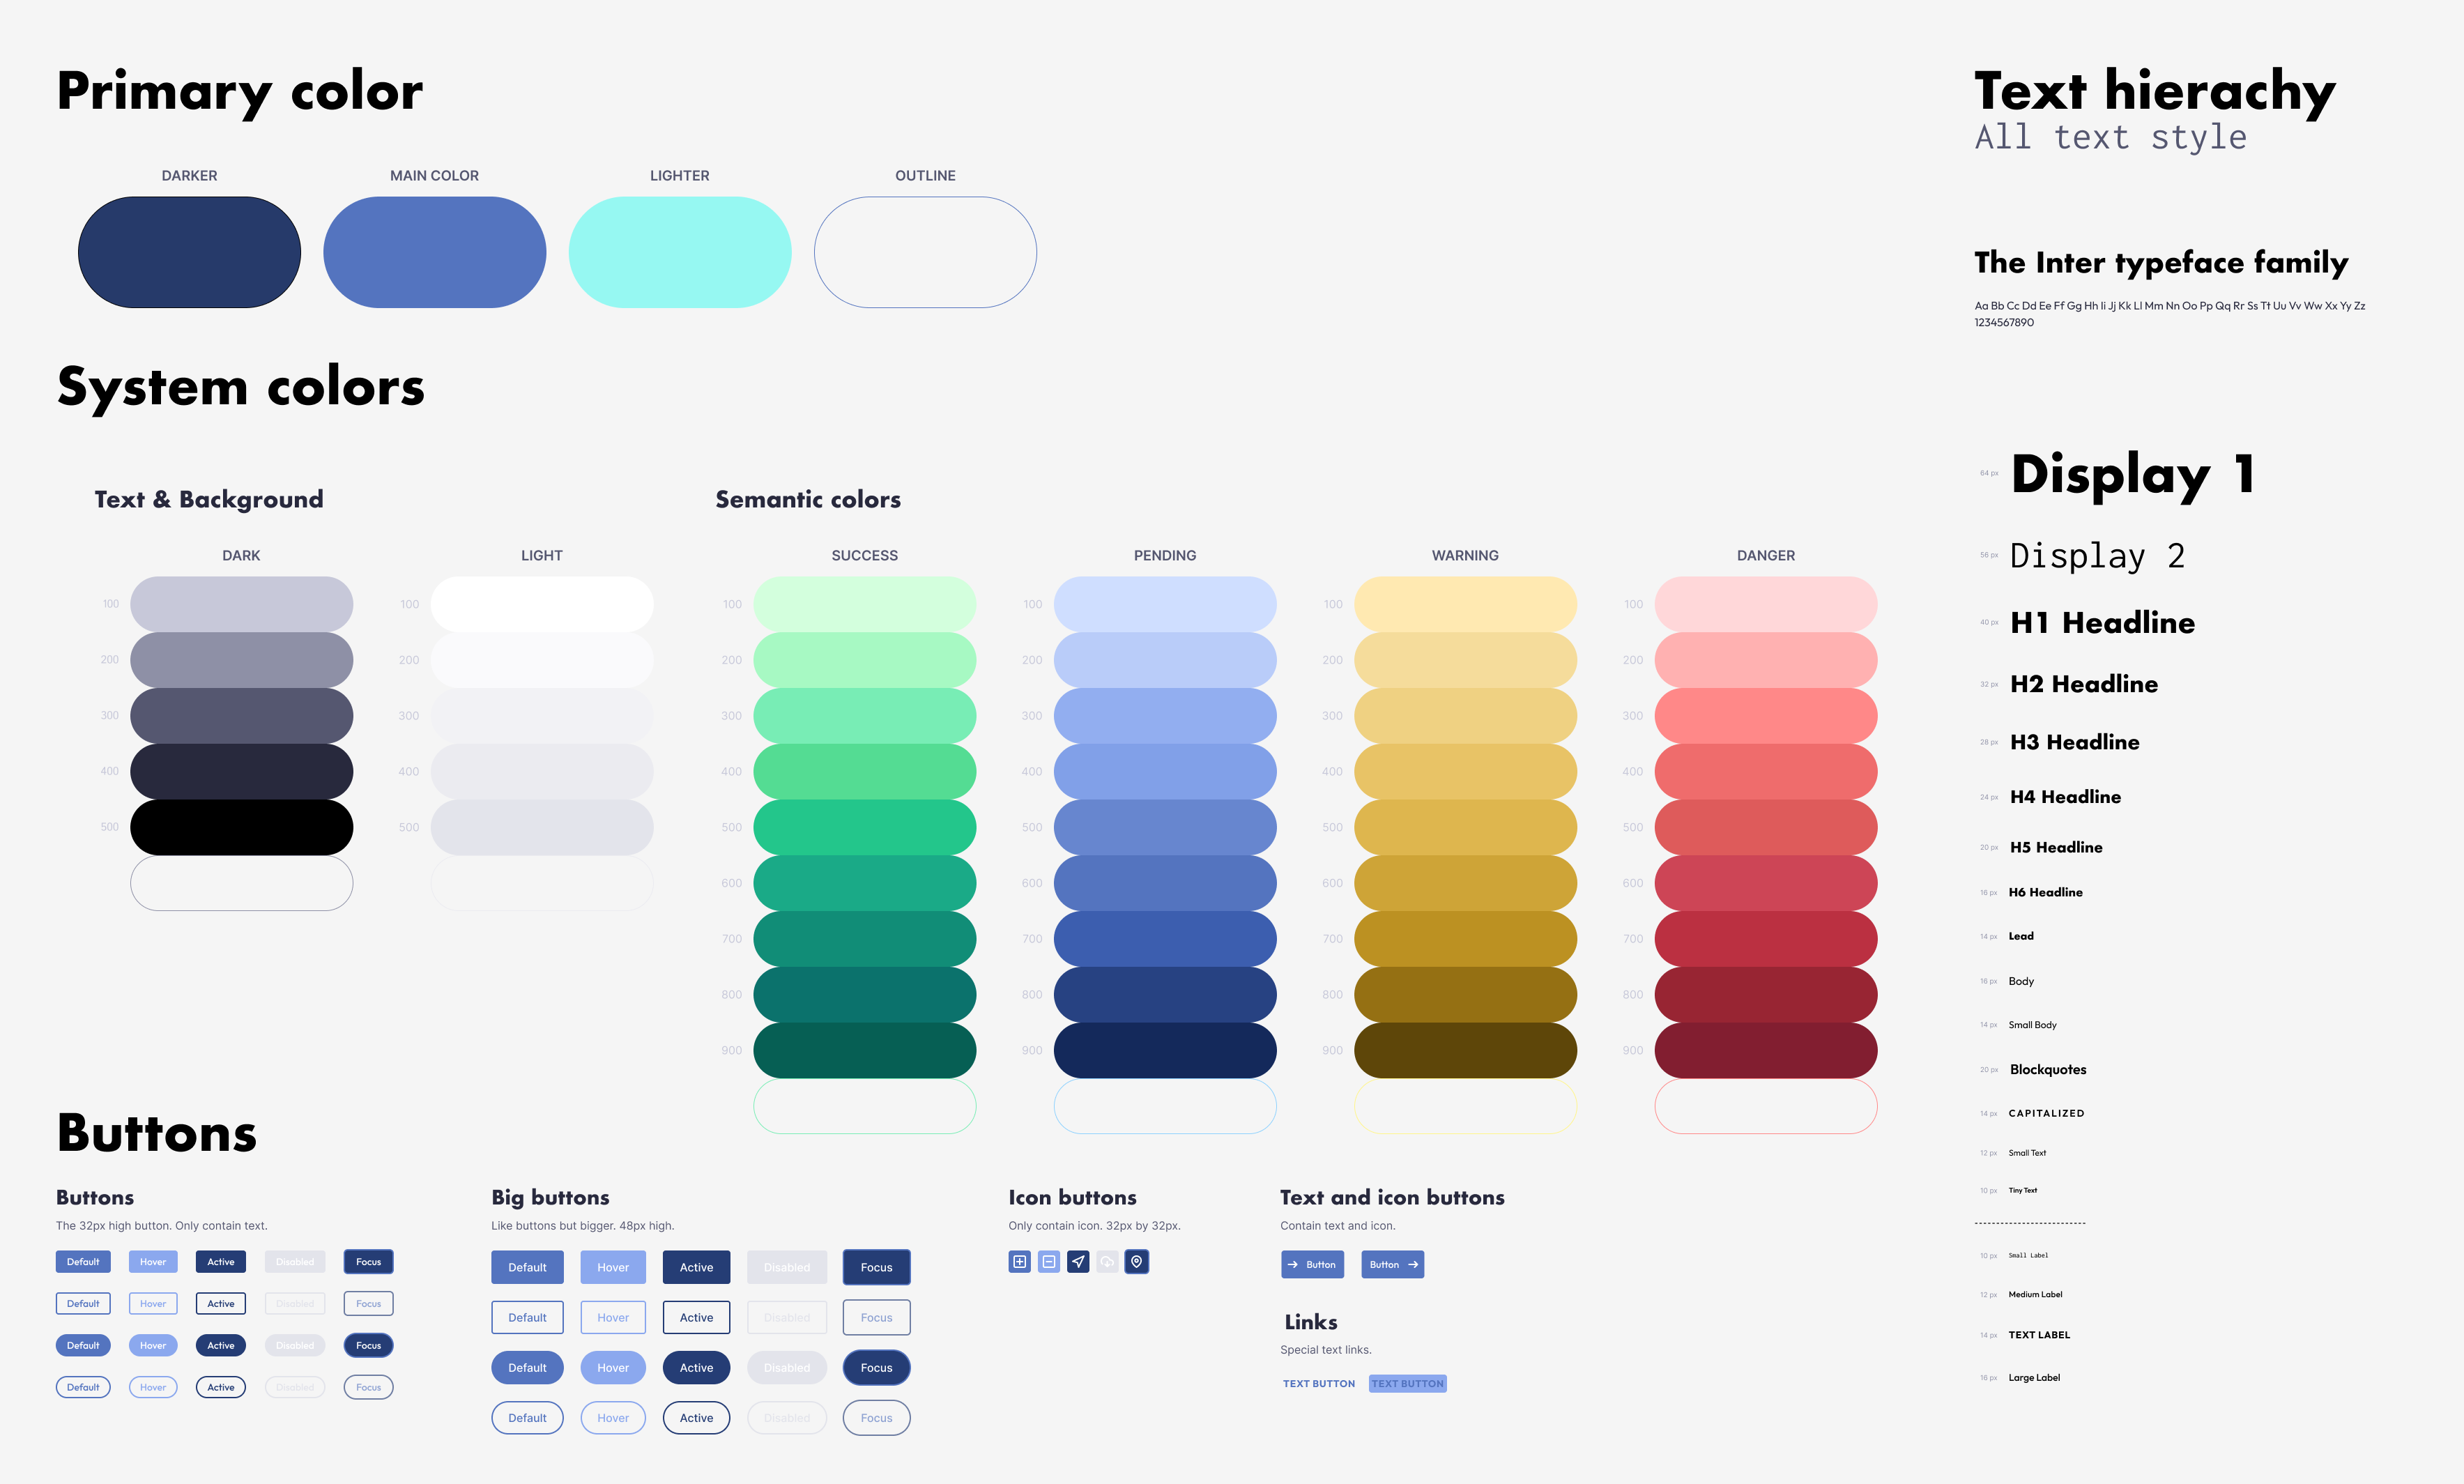 Primary color
DARKER
MAIN COLOR
LIGHTER
OUTLINE
System colors
Text & Background
DARK
100
200
300
400
500
LIGHT
100
200
300
400
500
Semantic colors
SUCCESS
100
200
300
400
500
600
700
800
900
PENDING
100
200
300
400
500
600
700
800
900
WARNING
100
200
300
400
500
600
700
800
900
DANGER
100
200
300
400
500
600
700
800
900
Buttons
Buttons
The 32px high button. Only contain text.
Default Hover Active Disabled Focus
Default Hover Active Disabled Focus
Default Hover Active Disabled Focus
Default Hover Active Disabled Focus
Big buttons
Like buttons but bigger. 48px high.
Default Hover Active Disabled Focus
Default Hover Active Disabled Focus
Default Hover Active Disabled Focus
Default Hover Active Disabled Focus
Icon buttons
Only contain icon. 32px by 32px.
Text and icon buttons
Contain text and icon.
Button
Button
Links
Special text links.
TEXT BUTTON
TEXT BUTTON
Text hierachy
All text style
The Inter typeface family
Aa Bb Cc Dd Ee Ff Gg Hh Ii Jj Kk Ll Mm Nn Oo Pp Qq Rr Ss Tt Uu Vv Ww Xx Yy Zz
1234567890
64 px Display 1
56 px Display 2
40 px H1 Headline
32 px H2 Headline
28 px H3 Headline
24 px H4 Headline
20 px H5 Headline
18 px H6 Headline
14 px Lead
16 px Body
14 px Small Body
20 px Blockquotes
14 px CAPITALIZED
12 px Small Text
10 px Tiny Text
10 px Small Label
12 px Medium Label
14 px TEXT LABEL
16 px Large Label